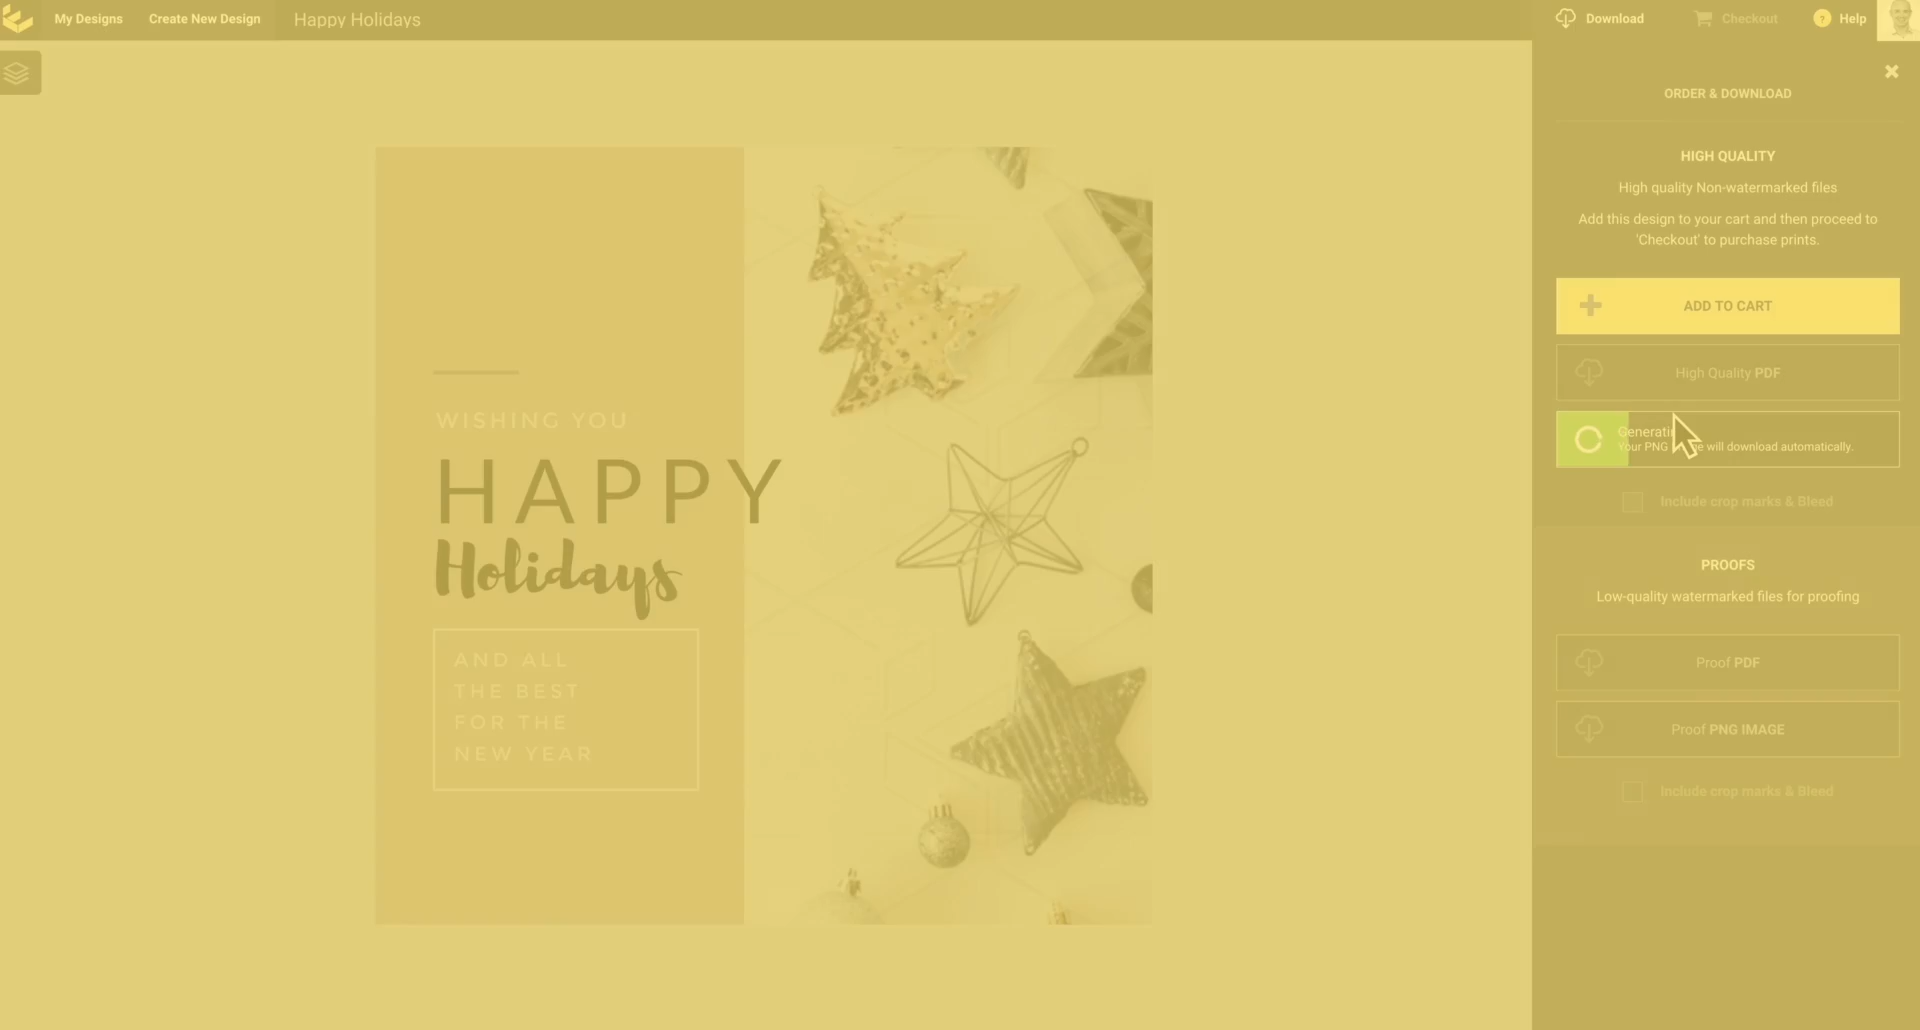 My Designs
Create New Design
Happy Holidays
Download
Checkout
? Help
ORDER & DOWNLOAD
HIGH QUALITY
High quality Non-watermarked files
Add this design to your cart and then proceed to
'Checkout' to purchase prints.
ADD TO CART
High Quality PDF
Your PNG will download automatically.
Include crop marks & Bleed
PROOFS
Low-quality watermarked files for proofing
Proof PDF
Proof PNG IMAGE
Include crop marks & Bleed
WISHING YOU
HAPPY
Holidays
AND ALL
THE BEST
FOR THE
NEW YEAR